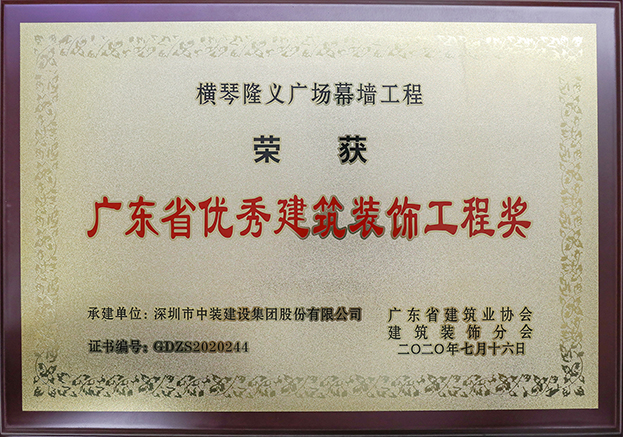 横琴隆义广场幕墙工程
荣获
广东省优秀建筑装饰工程奖
承建单位：深圳市中装建设集团股份有限公司
证书编号：GDZS2020244
广东省建筑业协会
建筑装饰分会
二〇二〇年七月十六日